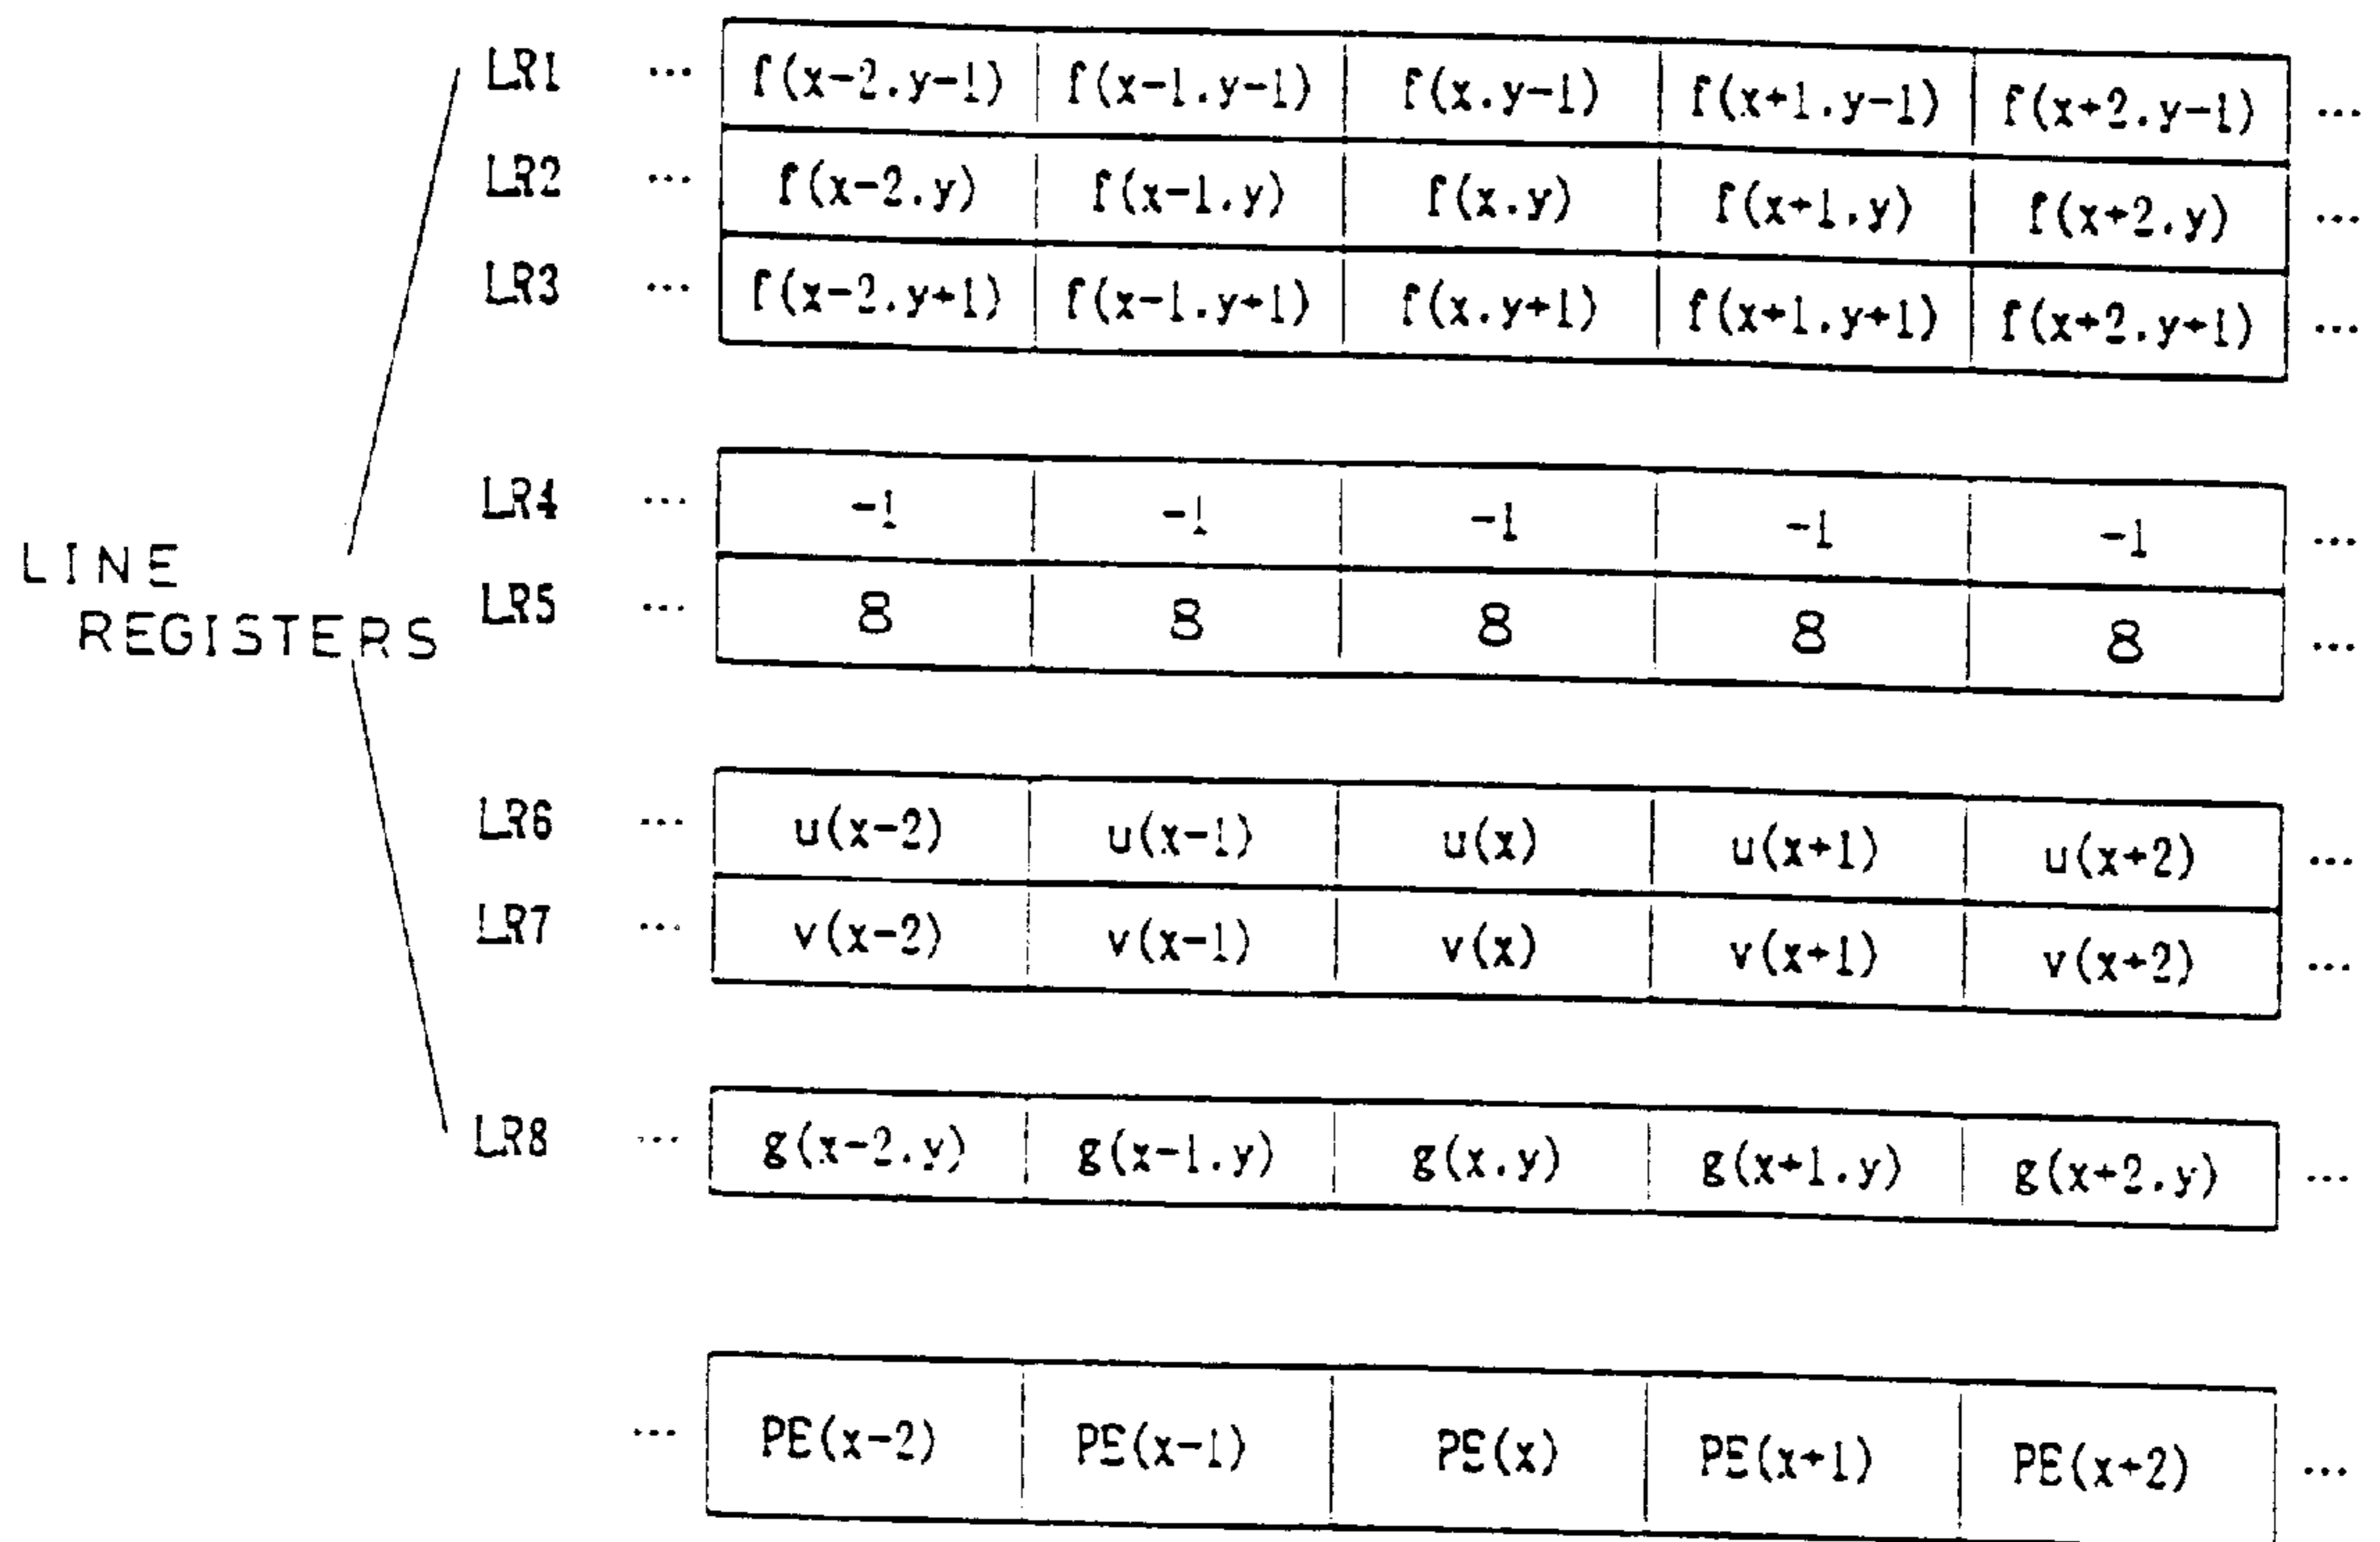 LR1 ... f(x-2.y-1) f(x-1.y-1) f(x.y-1) f(x+1.y-1) f(x+2.y-1) ...
LR2 ... f(x-2.y) f(x-1.y) f(x.y) f(x+1.y) f(x+2.y) ...
LR3 ... f(x-2.y+1) f(x-1.y+1) f(x.y+1) f(x+1.y+1) f(x+2.y+1) ...
LR4 ... -1 -1 -1 -1 -1 ...
LINE
REGISTERS
LR5 ... 8 8 8 8 8 ...
LR6 ... u(x-2) u(x-1) u(x) u(x+1) u(x+2) ...
LR7 ... v(x-2) v(x-1) v(x) v(x+1) v(x+2) ...
LR8 ... g(x-2.y) g(x-1.y) g(x.y) g(x+1.y) g(x+2.y) ...
... PE(x-2) PE(x-1) PE(x) PE(x+1) PE(x+2) ...